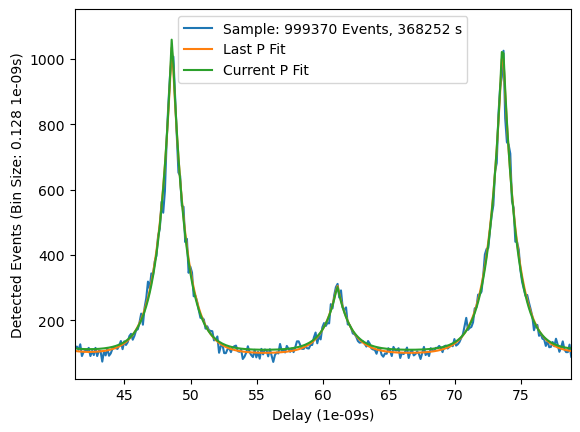 Sample: 999370 Events, 368252 s
Last P Fit
Current P Fit
Detected Events (Bin Size: 0.128 1e-09s)
1000
800
600
400
200
45
50
55
60
65
70
75
Delay (1e-09s)